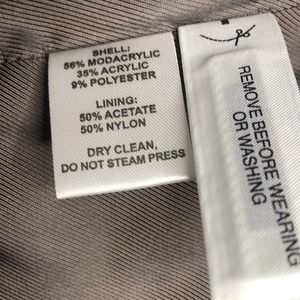 SHELL:
56% MODACRYLIC
35% ACRYLIC
9% POLYESTER
LINING:
50% ACETATE
50% NYLON
DRY CLEAN,
DO NOT STEAM PRESS
REMOVE BEFORE WEARING
OR WASHING